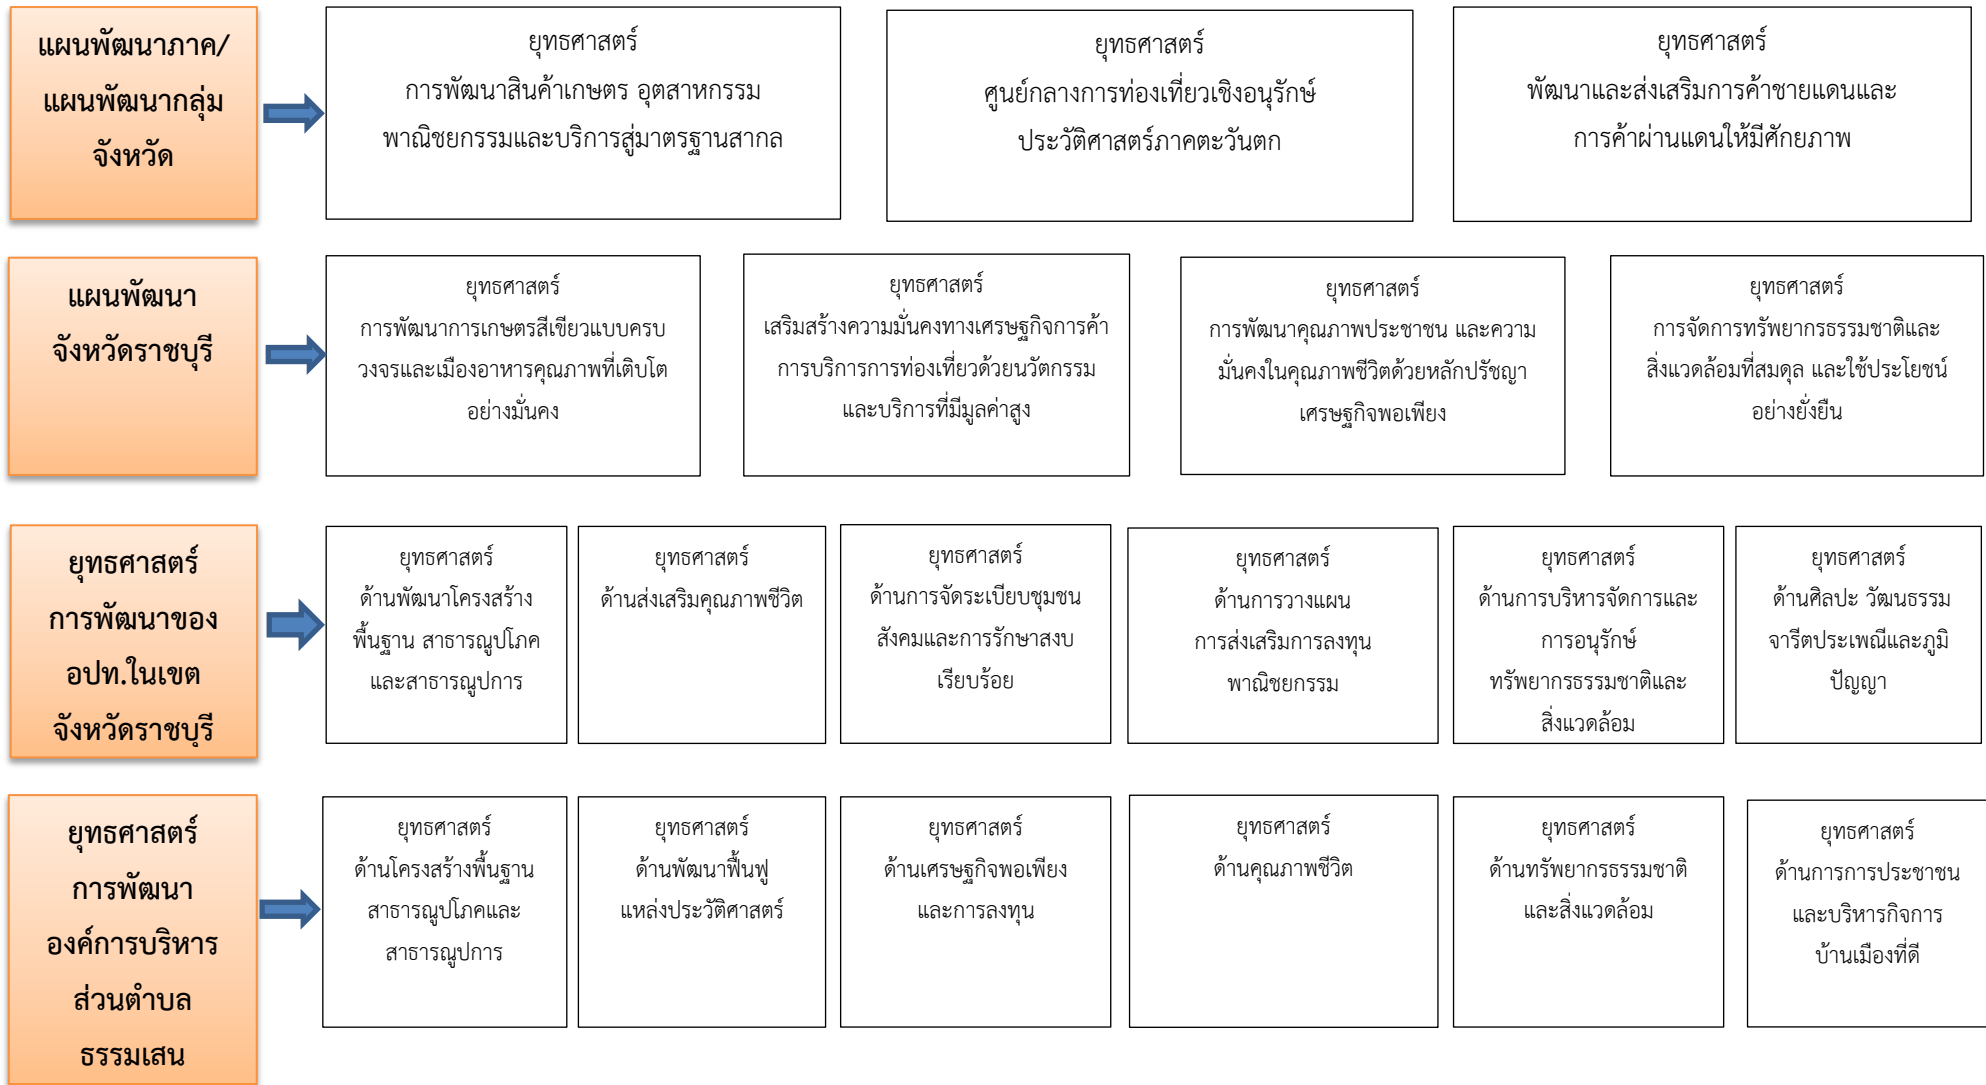 แผนพัฒนาภาค/
แผนพัฒนากลุ่ม
จังหวัด
ยุทธศาสตร์
การพัฒนาสินค้าเกษตร อุตสาหกรรม
พาณิชยกรรมและบริการสู่มาตรฐานสากล
ยุทธศาสตร์
ศูนย์กลางการท่องเที่ยวเชิงอนุรักษ์
ประวัติศาสตร์ภาคตะวันตก
ยุทธศาสตร์
พัฒนาและส่งเสริมการค้าชายแดนและ
การค้าผ่านแดนให้มีศักยภาพ
แผนพัฒนา
จังหวัดราชบุรี
ยุทธศาสตร์
การพัฒนาการเกษตรสีเขียวแบบครบ
วงจรและเมืองอาหารคุณภาพที่เติบโต
อย่างมั่นคง
ยุทธศาสตร์
เสริมสร้างความมั่นคงทางเศรษฐกิจการค้า
การบริการการท่องเที่ยวด้วยนวัตกรรม
และบริการที่มีมูลค่าสูง
ยุทธศาสตร์
การพัฒนาคุณภาพประชาชน และความ
มั่นคงในคุณภาพชีวิตด้วยหลักปรัชญา
เศรษฐกิจพอเพียง
ยุทธศาสตร์
การจัดการทรัพยากรธรรมชาติและ
สิ่งแวดล้อมที่สมดุล และใช้ประโยชน์
อย่างยั่งยืน
ยุทธศาสตร์
การพัฒนาของ
อปท.ในเขต
จังหวัดราชบุรี
ยุทธศาสตร์
ด้านพัฒนาโครงสร้าง
พื้นฐาน สาธารณูปโภค
และสาธารณูปการ
ยุทธศาสตร์
ด้านส่งเสริมคุณภาพชีวิต
ยุทธศาสตร์
ด้านการจัดระเบียบชุมชน
สังคมและการรักษาสงบ
เรียบร้อย
ยุทธศาสตร์
ด้านการวางแผน
การส่งเสริมการลงทุน
พาณิชยกรรม
ยุทธศาสตร์
ด้านการบริหารจัดการและ
การอนุรักษ์
ทรัพยากรธรรมชาติและ
สิ่งแวดล้อม
ยุทธศาสตร์
ด้านศิลปะ วัฒนธรรม
จารีตประเพณีและภูมิ
ปัญญา
ยุทธศาสตร์
การพัฒนา
องค์การบริหาร
ส่วนตำบล
ธรรมเสน
ยุทธศาสตร์
ด้านโครงสร้างพื้นฐาน
สาธารณูปโภคและ
สาธารณูปการ
ยุทธศาสตร์
ด้านพัฒนาฟื้นฟู
แหล่งประวัติศาสตร์
ยุทธศาสตร์
ด้านเศรษฐกิจพอเพียง
และการลงทุน
ยุทธศาสตร์
ด้านคุณภาพชีวิต
ยุทธศาสตร์
ด้านทรัพยากรธรรมชาติ
และสิ่งแวดล้อม
ยุทธศาสตร์
ด้านการการประชาชน
และบริหารกิจการ
บ้านเมืองที่ดี